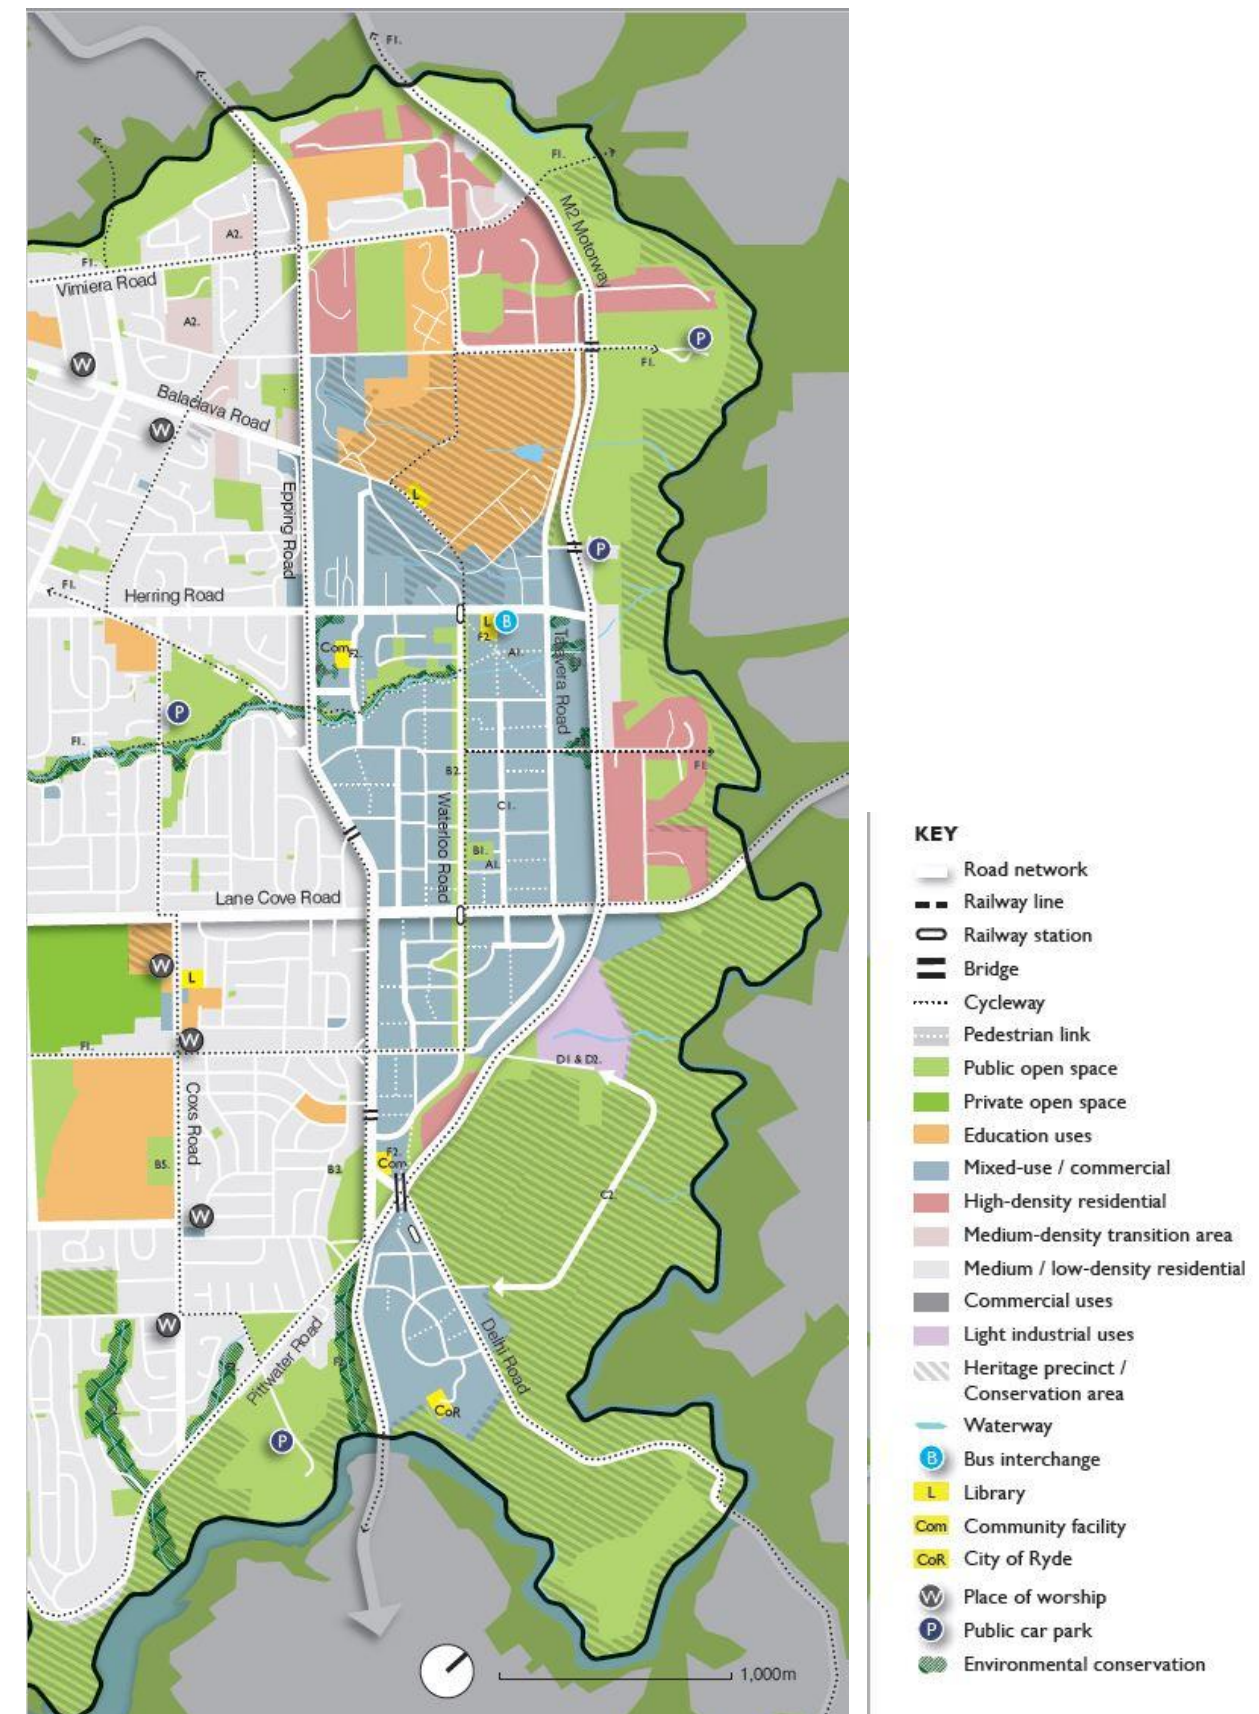 F1.
F1.
M2 Motorway
A2.
F1.
Vimiera Road
A2.
P
F1.
W
Balaclava Road
W
L
Epping Road
P
F1.
Herring Road
L
B
F2.
Com
F2.
A1.
Talavera Road
P
F1.
F1.
B2.
C1.
Waterloo Road
B1.
A1.
Lane Cove Road
W
L
W
F1.
D1 & D2.
Coxs Road
B5.
B3.
F2.
Com
C2.
W
W
Pittwater Road
Delhi Road
CoR
P
1,000m
KEY
Road network
Railway line
Railway station
Bridge
Cycleway
Pedestrian link
Public open space
Private open space
Education uses
Mixed-use / commercial
High-density residential
Medium-density transition area
Medium / low-density residential
Commercial uses
Light industrial uses
Heritage precinct /
Conservation area
Waterway
B Bus interchange
L Library
Com Community facility
CoR City of Ryde
W Place of worship
P Public car park
Environmental conservation